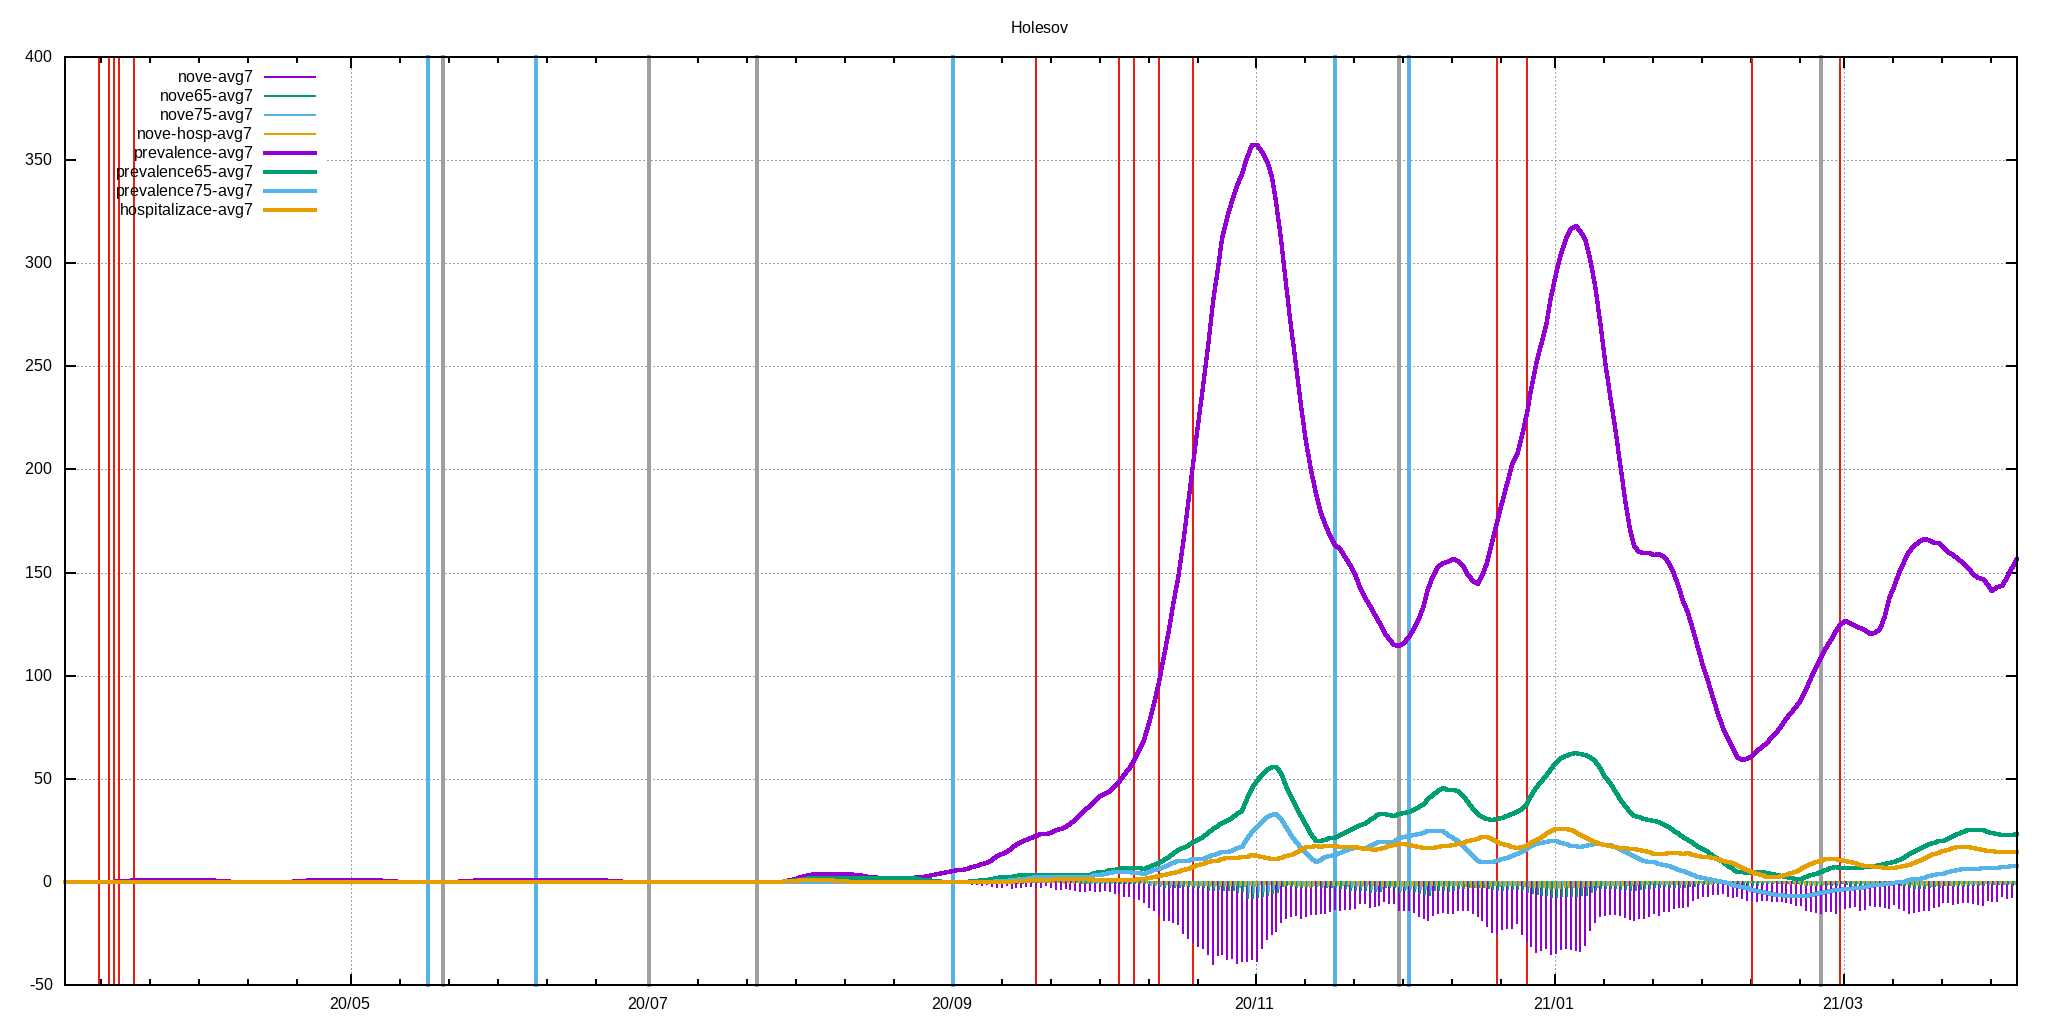 Holesov
400
350
300
250
200
150
100
50
0
-50
nove-avg7
nove65-avg7
nove75-avg7
nove-hosp-avg7
prevalence-avg7
prevalence65-avg7
prevalence75-avg7
hospitalizace-avg7
20/05
20/07
20/09
20/11
21/01
21/03